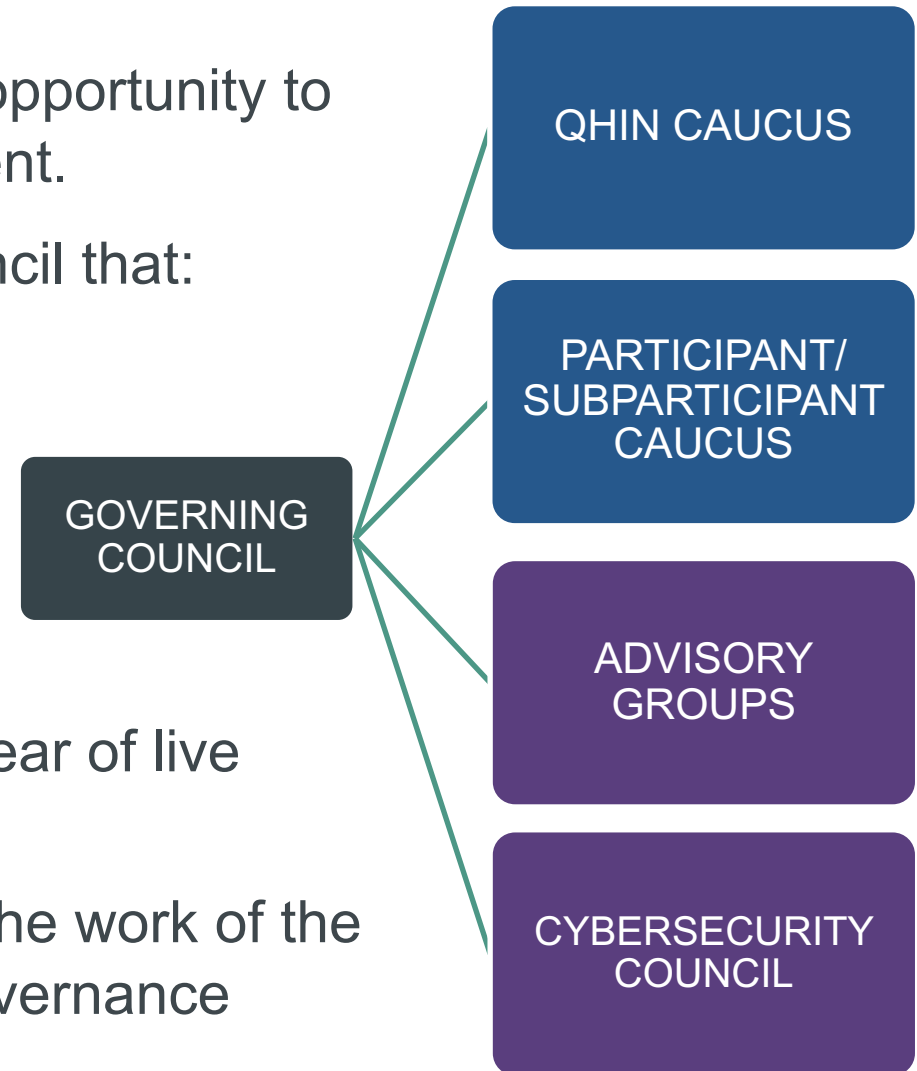 opportunity to
ent.
ncil that:
ear of live
he work of the
vernance
GOVERNING
COUNCIL
QHIN CAUCUS
PARTICIPANT/
SUBPARTICIPANT
CAUCUS
ADVISORY
GROUPS
CYBERSECURITY
COUNCIL